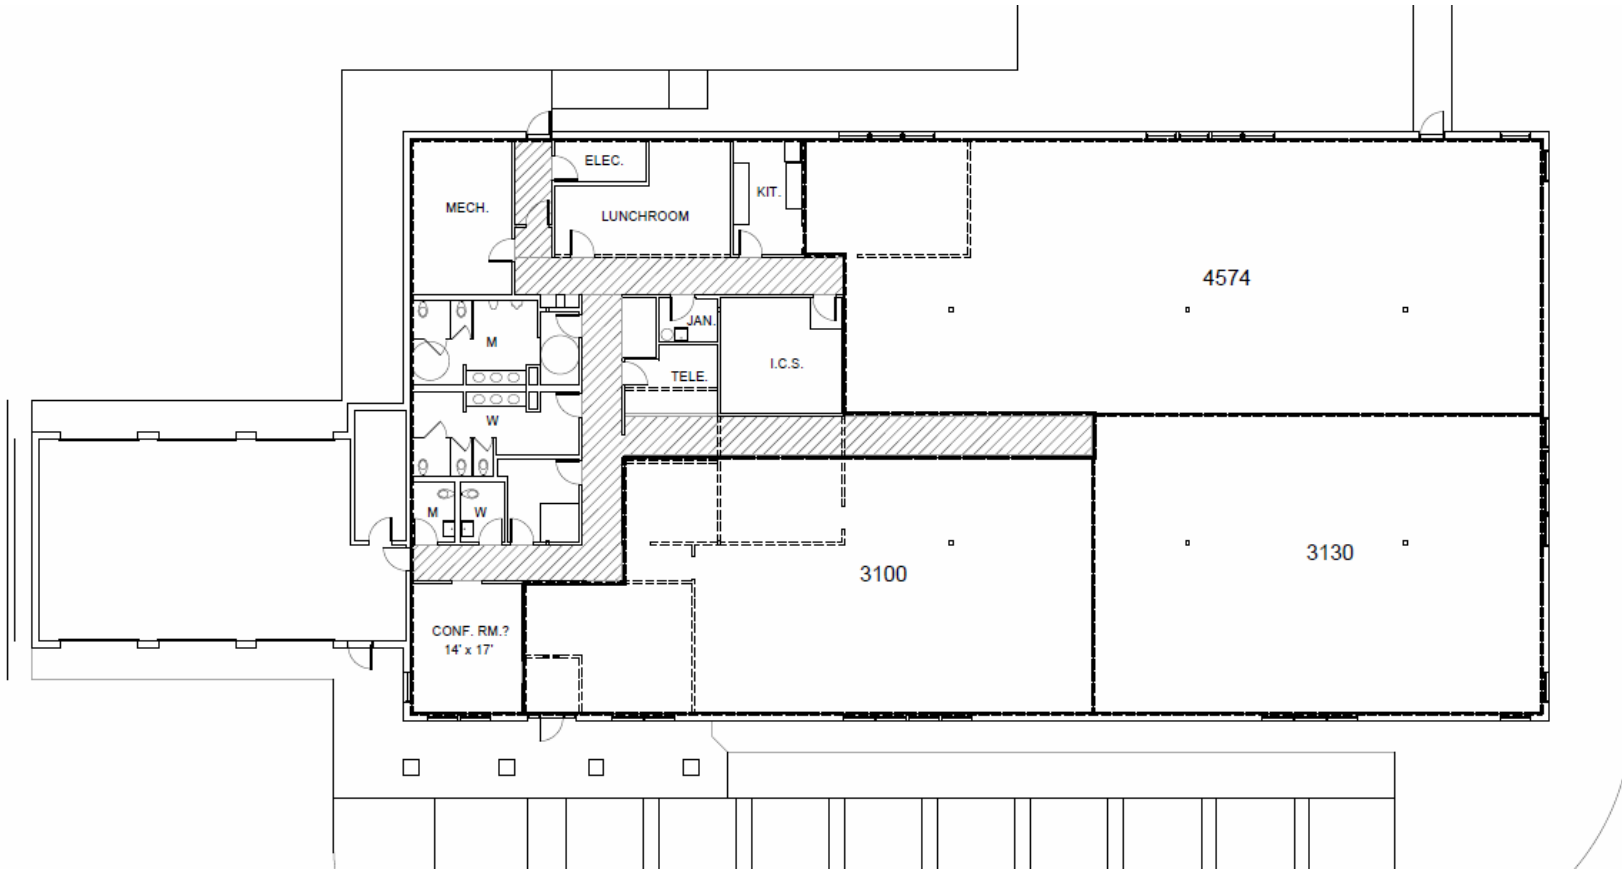 ELEC.
MECH.
LUNCHROOM
KIT.
4574
M
JAN.
I.C.S.
TELE.
W
M
W
3100
3130
CONF. RM.?
14' x 17'